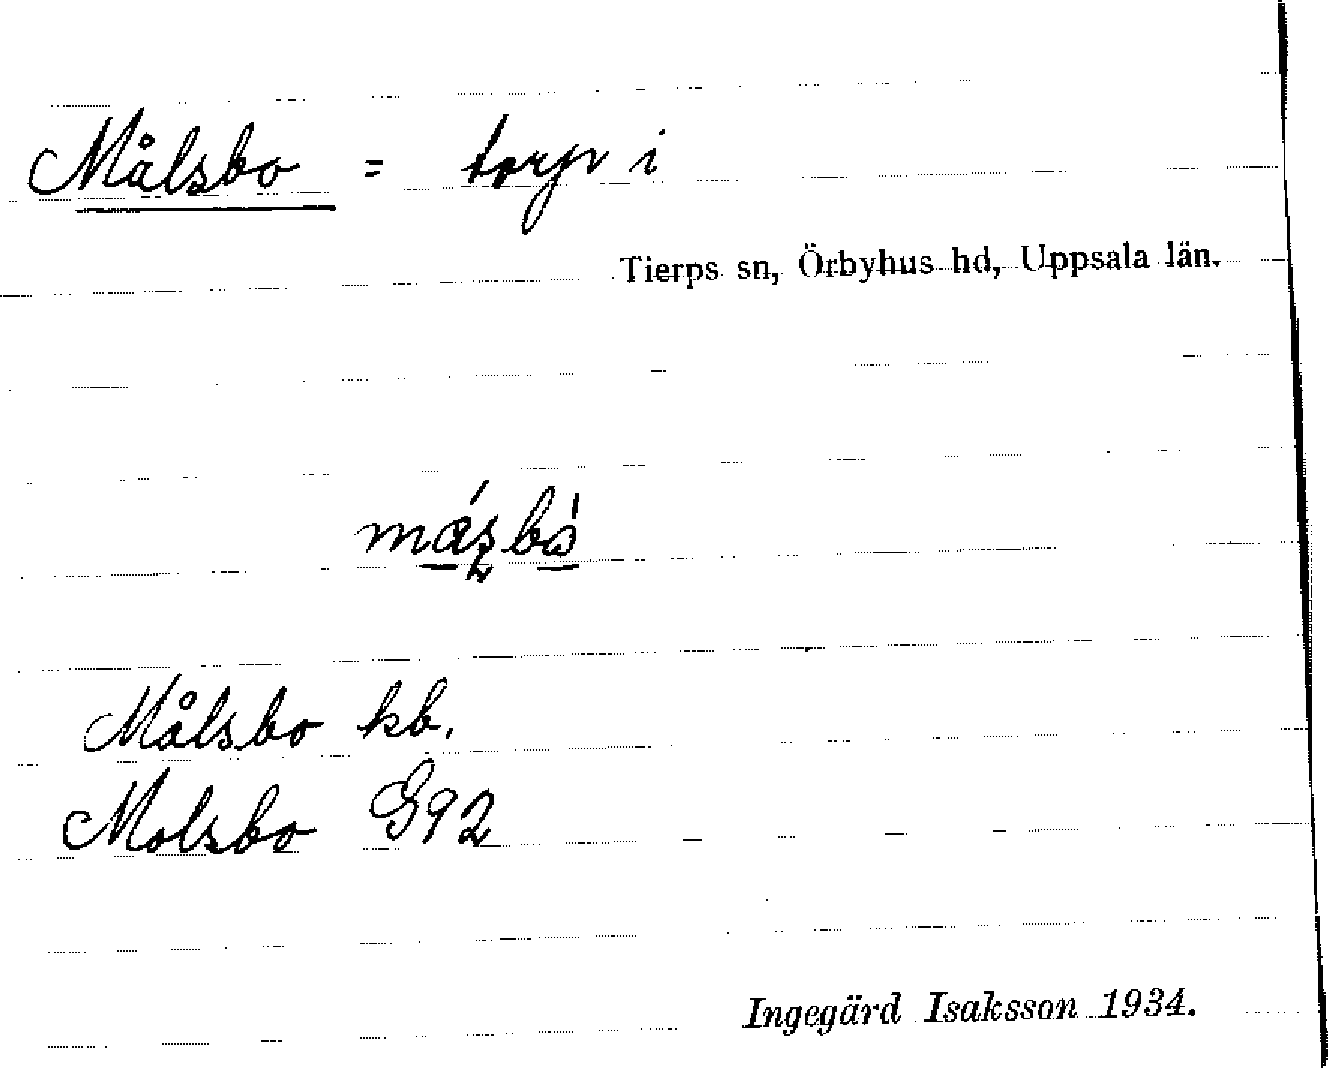 Målsbo = torp i
Tierps sn, Örbyhus hd, Uppsala län.
Målsbo kb.
Molsbo G92
Ingegärd Isaksson 1934.